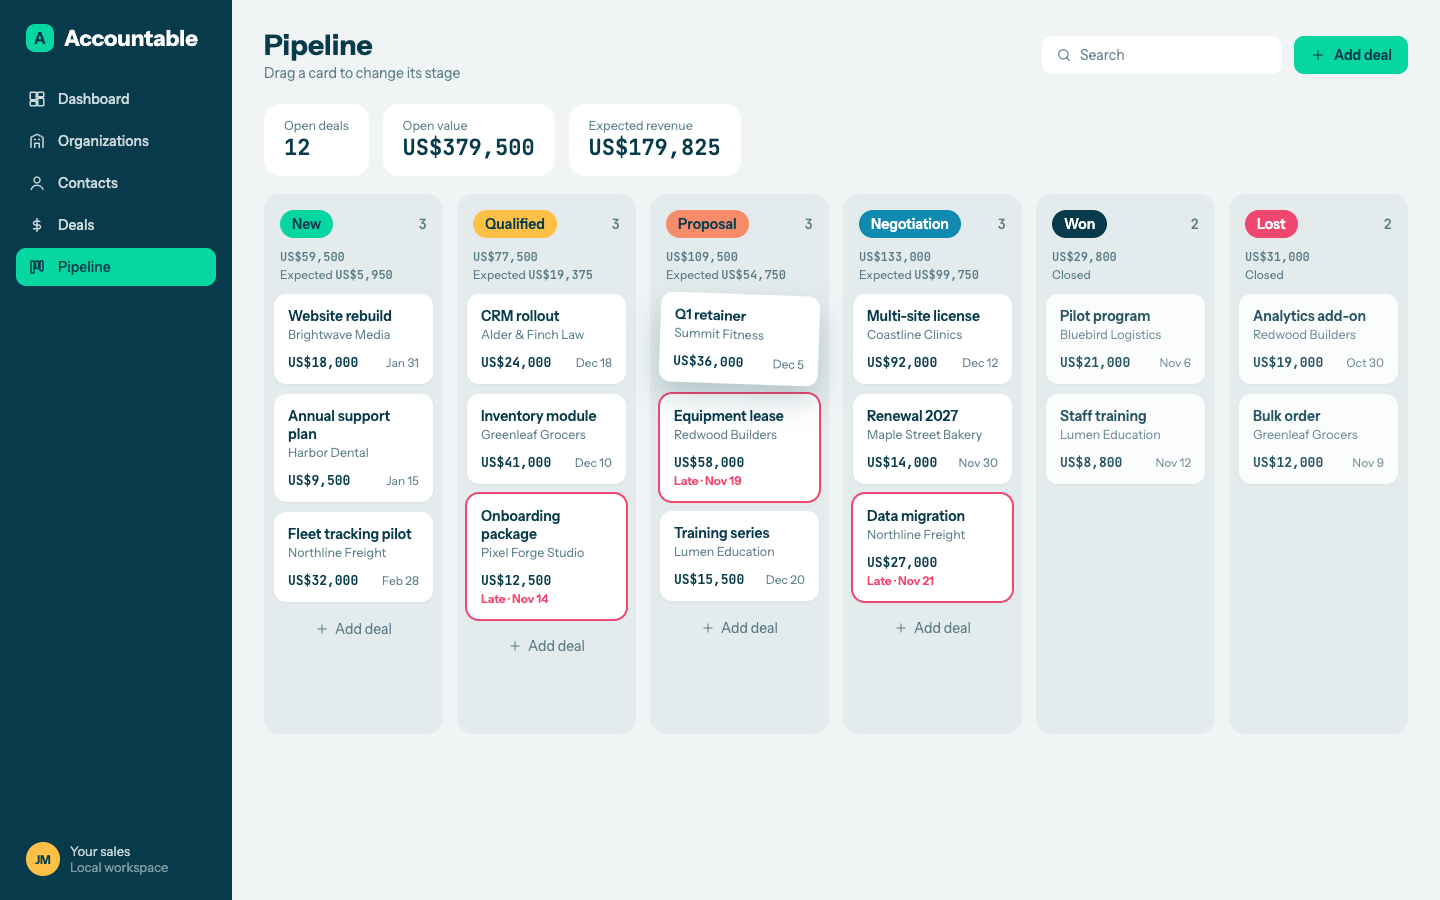 A Accountable
Dashboard
Organizations
Contacts
Deals
Pipeline
JM
Your sales
Local workspace
Pipeline
Drag a card to change its stage
Search
+ Add deal
Open deals
12
Open value
US$379,500
Expected revenue
US$179,825
New 3
US$59,500
Expected US$5,950
Website rebuild
Brightwave Media
US$18,000 Jan 31
Annual support
plan
Harbor Dental
US$9,500 Jan 15
Fleet tracking pilot
Northline Freight
US$32,000 Feb 28
+ Add deal
Qualified 3
US$77,500
Expected US$19,375
CRM rollout
Alder & Finch Law
US$24,000 Dec 18
Inventory module
Greenleaf Grocers
US$41,000 Dec 10
Onboarding
package
Pixel Forge Studio
US$12,500
Late · Nov 14
+ Add deal
Proposal 3
US$109,500
Expected US$54,750
Q1 retainer
Summit Fitness
US$36,000 Dec 5
Equipment lease
Redwood Builders
US$58,000
Late · Nov 19
Training series
Lumen Education
US$15,500 Dec 20
+ Add deal
Negotiation 3
US$133,000
Expected US$99,750
Multi-site license
Coastline Clinics
US$92,000 Dec 12
Renewal 2027
Maple Street Bakery
US$14,000 Nov 30
Data migration
Northline Freight
US$27,000
Late · Nov 21
+ Add deal
Won 2
US$29,800
Closed
Pilot program
Bluebird Logistics
US$21,000 Nov 6
Staff training
Lumen Education
US$8,800 Nov 12
Lost 2
US$31,000
Closed
Analytics add-on
Redwood Builders
US$19,000 Oct 30
Bulk order
Greenleaf Grocers
US$12,000 Nov 9